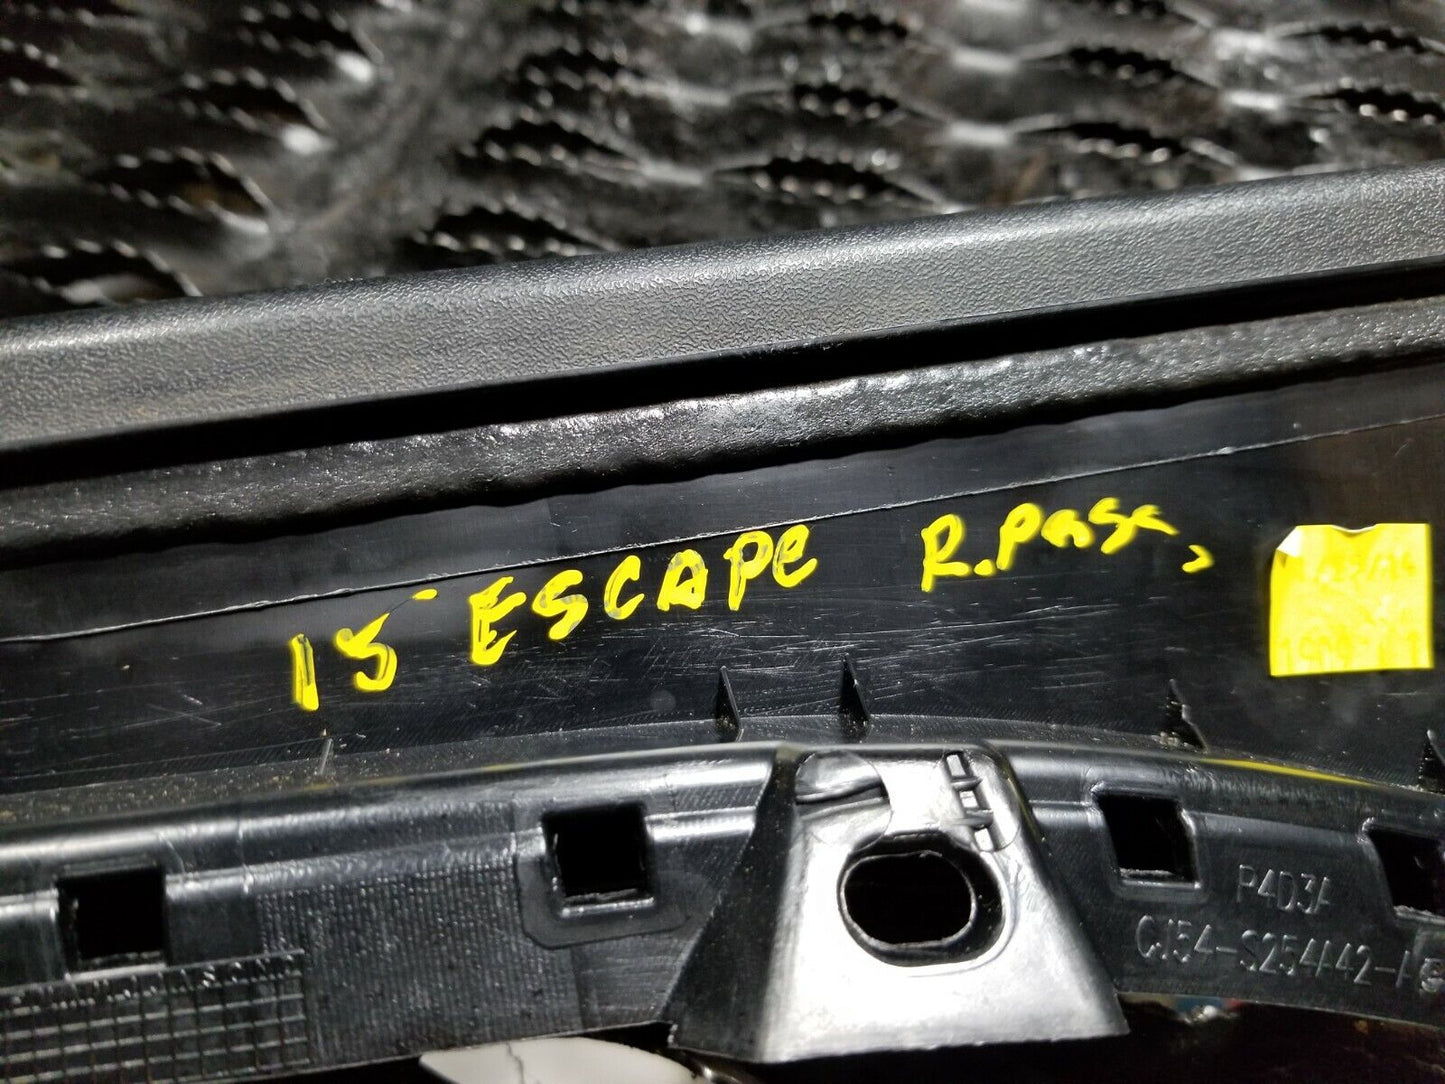 15 ESCAPE R. Pass,
P4D3A
CJ54-S254A42-A